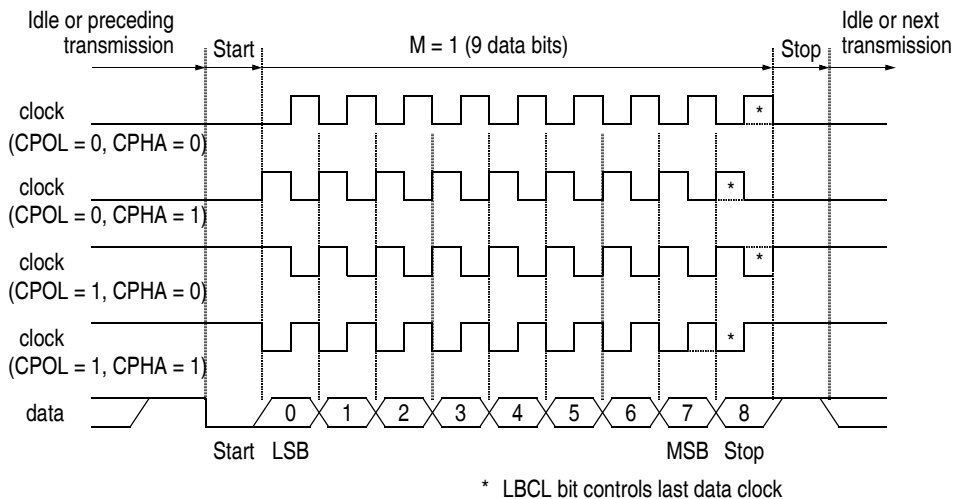 Idle or preceding
transmission
Start
M = 1 (9 data bits)
Stop
Idle or next
transmission
clock
(CPOL = 0, CPHA = 0)
*
clock
(CPOL = 0, CPHA = 1)
*
clock
(CPOL = 1, CPHA = 0)
*
clock
(CPOL = 1, CPHA = 1)
*
data
0 1 2 3 4 5 6 7 8
Start LSB MSB Stop
* LBCL bit controls last data clock